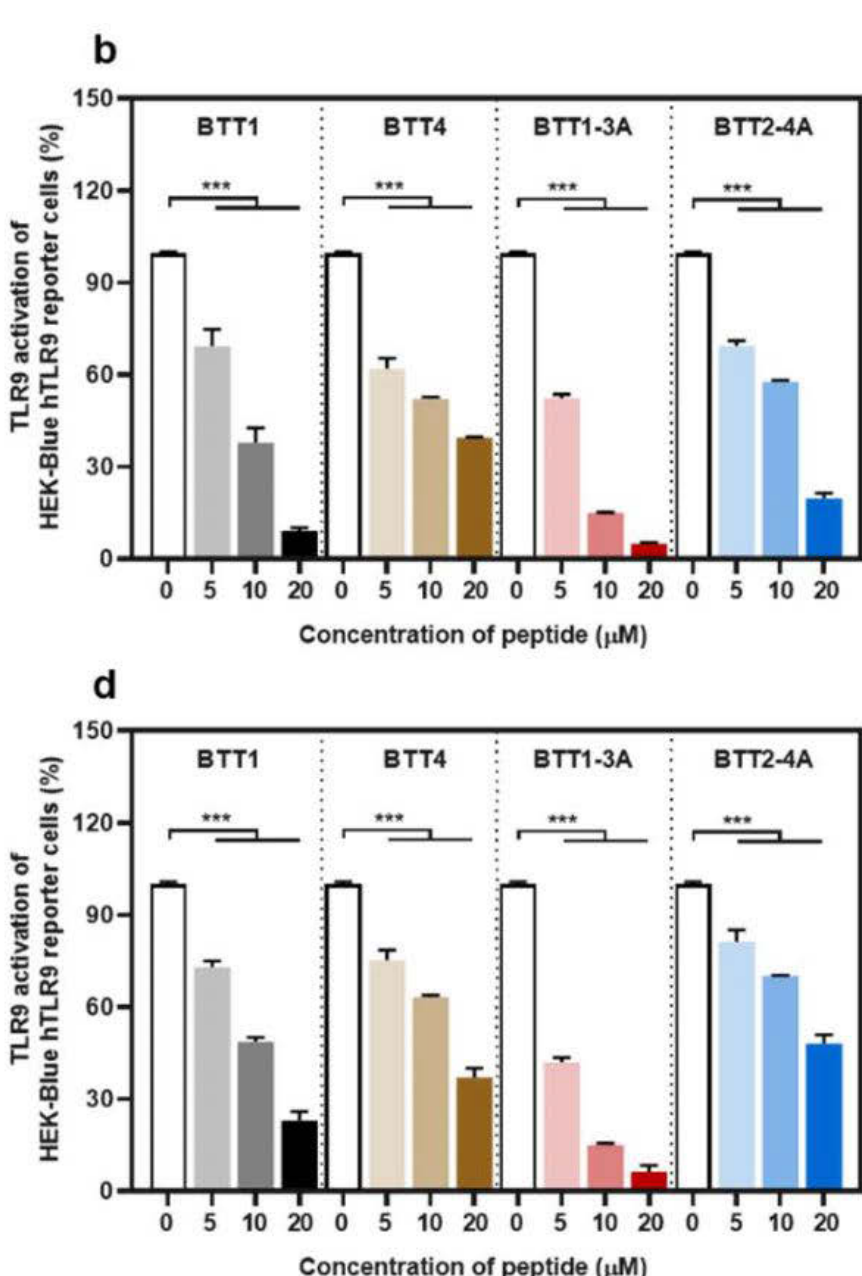 b
TLR9 activation of
HEK-Blue hTLR9 reporter cells (%)
150
120
90
60
30
0
BTT1 BTT4 BTT1-3A BTT2-4A
*** *** *** ***
0 5 10 20 0 5 10 20 0 5 10 20 0 5 10 20
Concentration of peptide (μM)
d
TLR9 activation of
HEK-Blue hTLR9 reporter cells (%)
150
120
90
60
30
0
BTT1 BTT4 BTT1-3A BTT2-4A
*** *** *** ***
0 5 10 20 0 5 10 20 0 5 10 20 0 5 10 20
Concentration of peptide (μM)